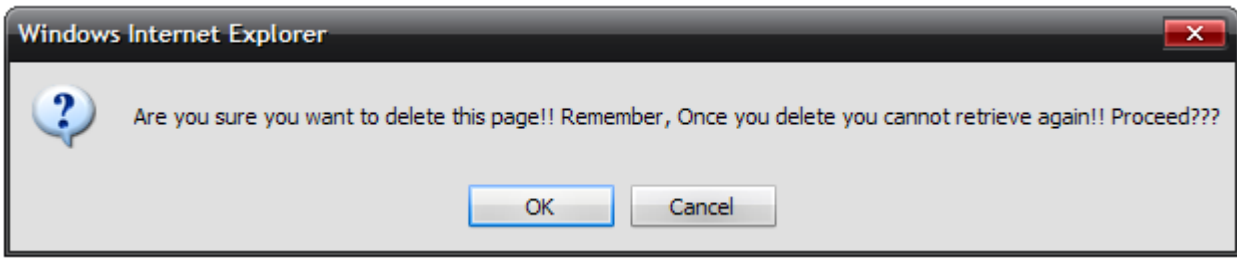 Windows Internet Explorer
Are you sure you want to delete this page!! Remember, Once you delete you cannot retrieve again!! Proceed???
OK Cancel